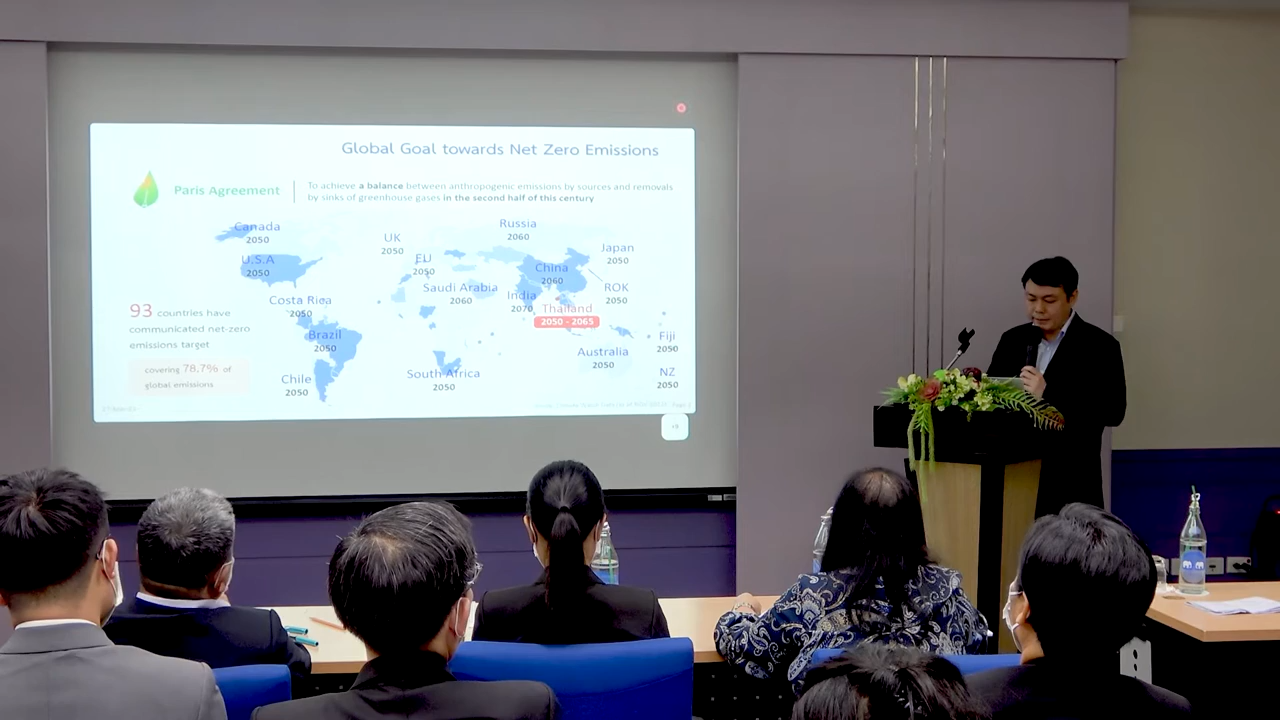 Global Goal towards Net Zero Emissions
Paris Agreement
To achieve a balance between anthropogenic emissions by sources and removals
by sinks of greenhouse gases in the second half of this century
Canada
2050
U.S.A
2050
UK
2050
EU
2050
Russia
2060
Japan
2050
China
2060
Saudi Arabia
2060
India
2070
ROK
2050
Thailand
2050 - 2065
Costa Rica
2050
Brazil
2050
Chile
2050
South Africa
2050
Australia
2050
Fiji
2050
NZ
2050
93 countries have
communicated net-zero
emissions target
covering 78.7% of
global emissions